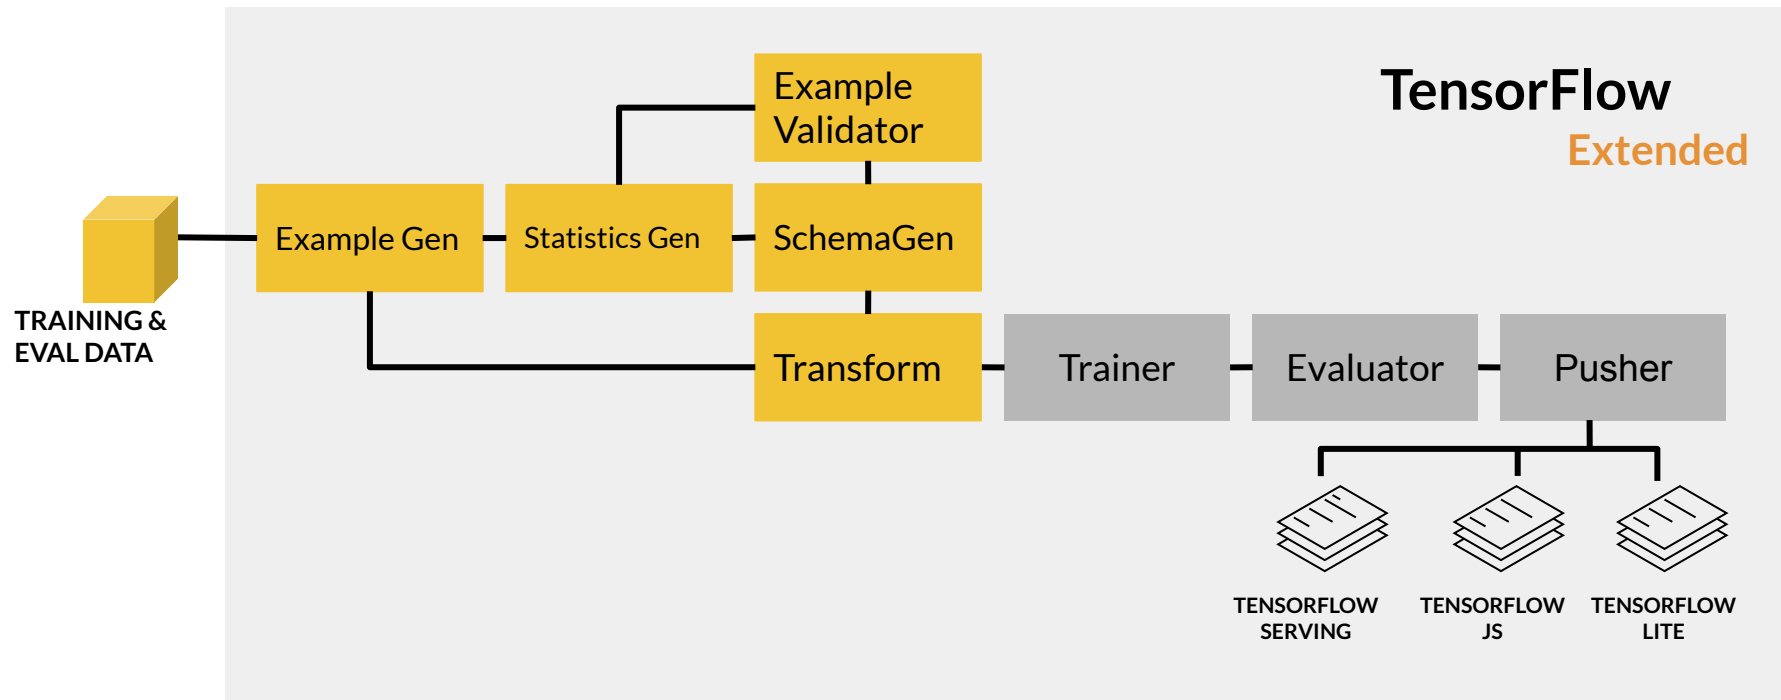 TensorFlow
Extended
Example
Validator
Example Gen
Statistics Gen
SchemaGen
TRAINING &
EVAL DATA
Transform
Trainer
Evaluator
Pusher
TENSORFLOW
SERVING
TENSORFLOW
JS
TENSORFLOW
LITE